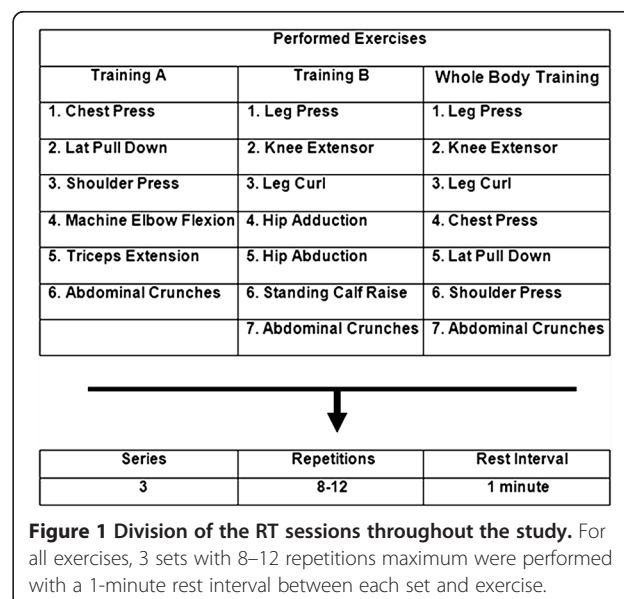 Performed Exercises
Training A Training B Whole Body Training
1. Chest Press 1. Leg Press 1. Leg Press
2. Lat Pull Down 2. Knee Extensor 2. Knee Extensor
3. Shoulder Press 3. Leg Curl 3. Leg Curl
4. Machine Elbow Flexion 4. Hip Adduction 4. Chest Press
5. Triceps Extension 5. Hip Abduction 5. Lat Pull Down
6. Abdominal Crunches 6. Standing Calf Raise 6. Shoulder Press
7. Abdominal Crunches 7. Abdominal Crunches
Series Repetitions Rest Interval
3 8-12 1 minute
Figure 1 Division of the RT sessions throughout the study. For
all exercises, 3 sets with 8–12 repetitions maximum were performed
with a 1-minute rest interval between each set and exercise.